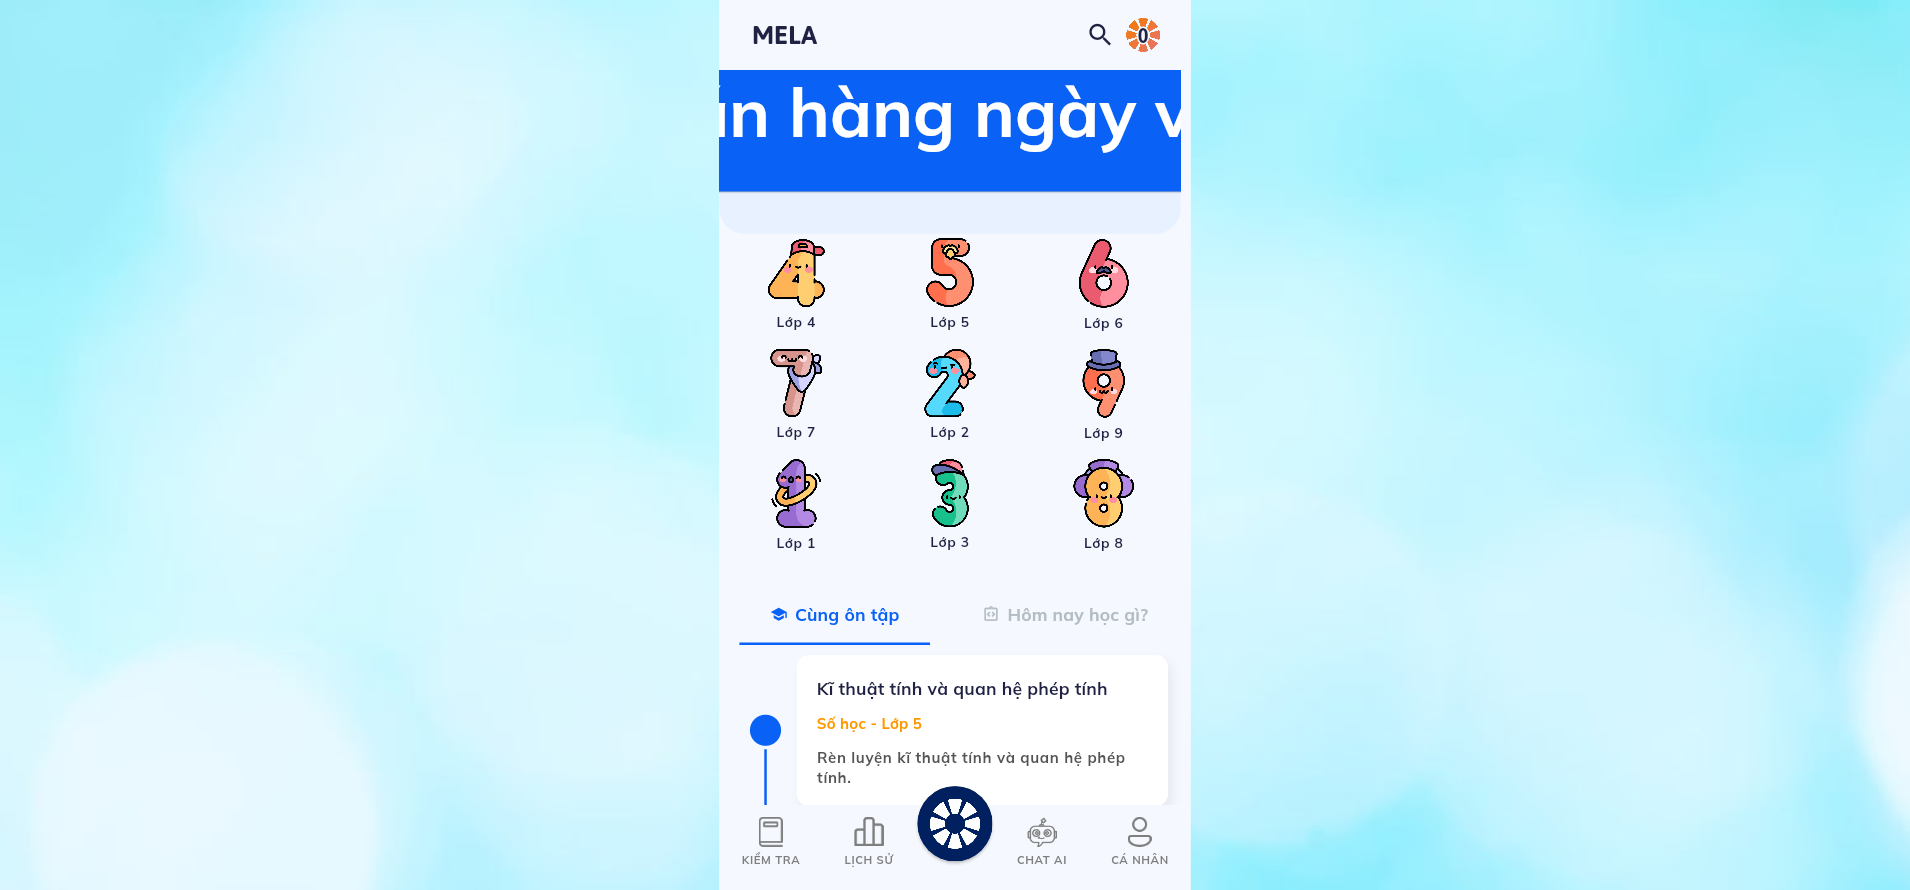 MELA
0
hàng ngày
Lớp 4
Lớp 5
Lớp 6
Lớp 7
Lớp 2
Lớp 9
Lớp 1
Lớp 3
Lớp 8
Cùng ôn tập
Hôm nay học gì?
Kĩ thuật tính và quan hệ phép tính
Số học - Lớp 5
Rèn luyện kĩ thuật tính và quan hệ phép
tính.
KIỂM TRA
LỊCH SỬ
CHAT AI
CÁ NHÂN